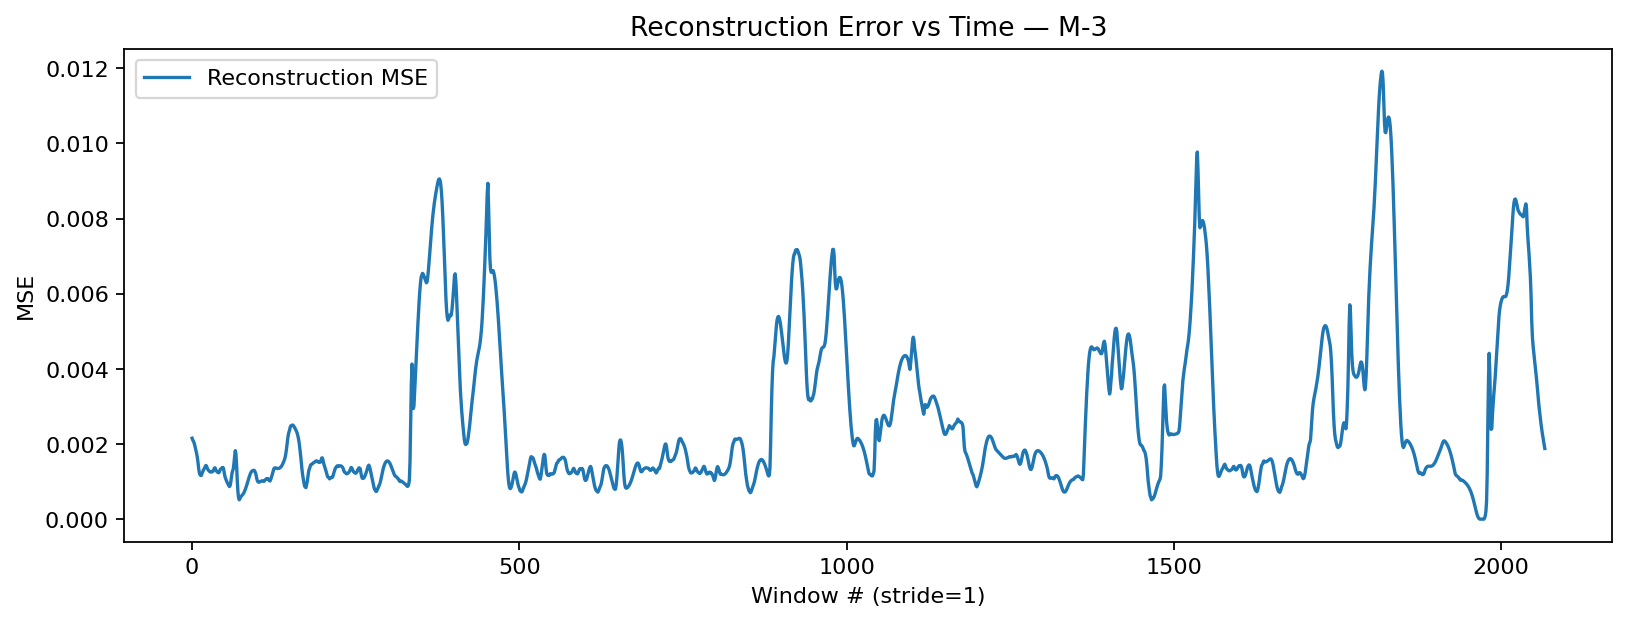 Reconstruction Error vs Time — M-3
Reconstruction MSE
0.012
0.010
0.008
0.006
0.004
0.002
0.000
MSE
0 500 1000 1500 2000
Window # (stride=1)